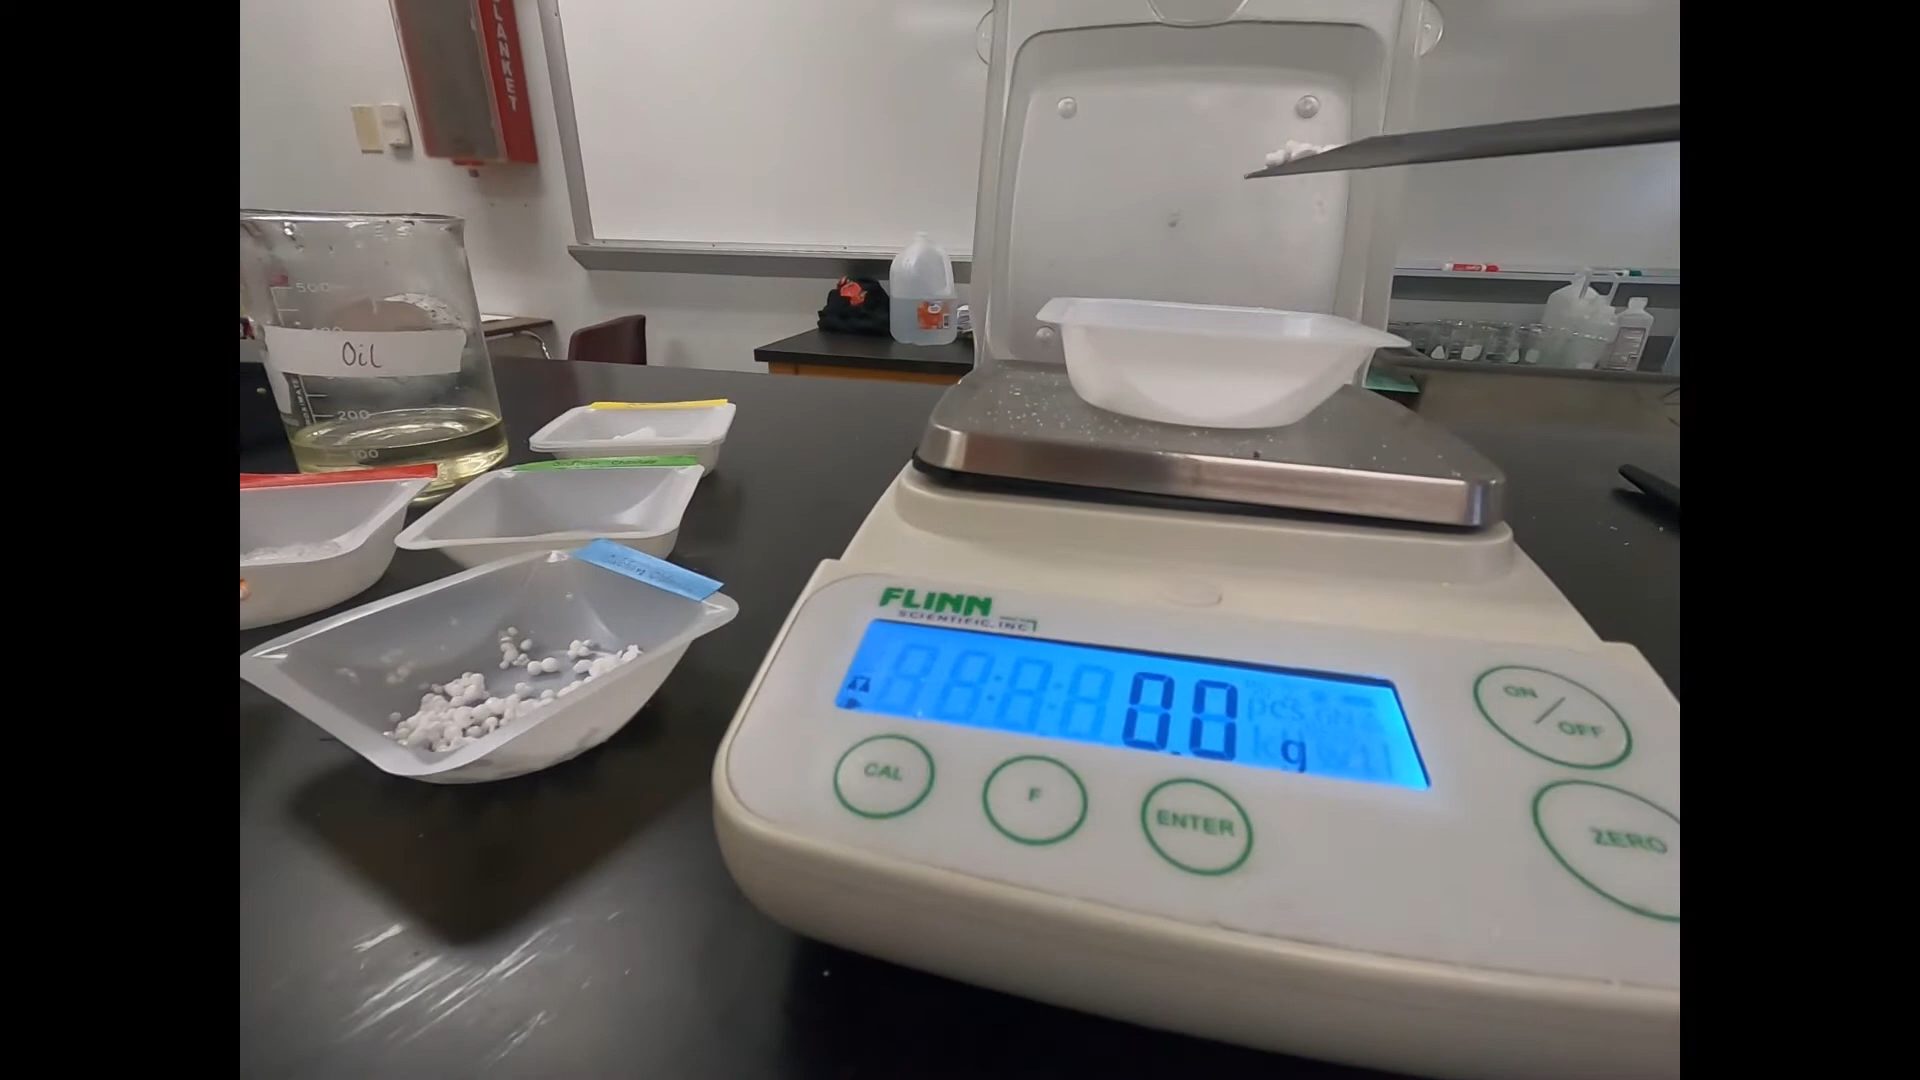 BLANKET
500
Oil
200
100
FLINN
SCIENTIFIC, INC
0.0 g
pcs
ON / OFF
CAL
F
ENTER
ZERO